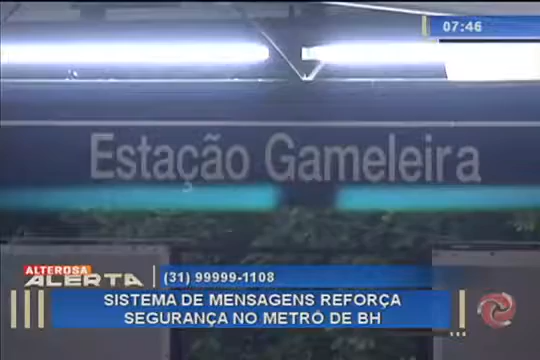 07:46
Estação Gameleira
ALTEROSA
ALERTA
(31) 99999-1108
SISTEMA DE MENSAGENS REFORÇA
SEGURANÇA NO METRÔ DE BH